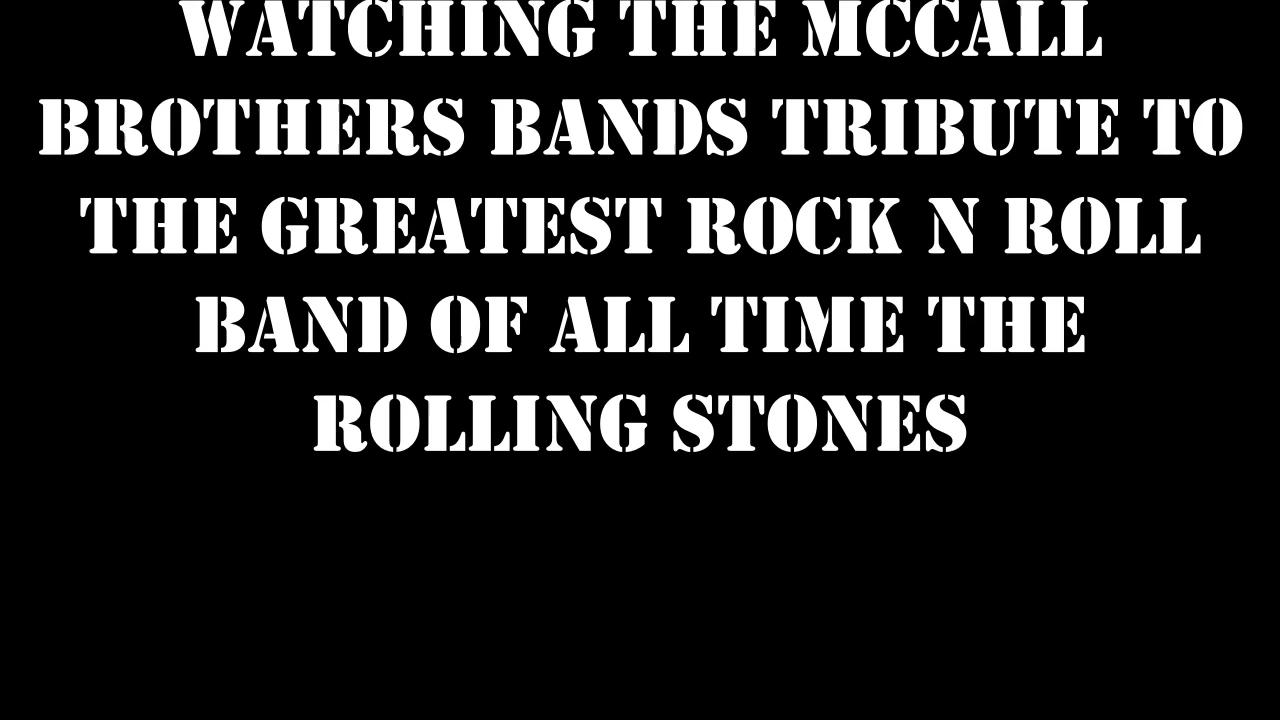 WATCHING THE MCCALL
BROTHERS BANDS TRIBUTE TO
THE GREATEST ROCK N ROLL
BAND OF ALL TIME THE
ROLLING STONES